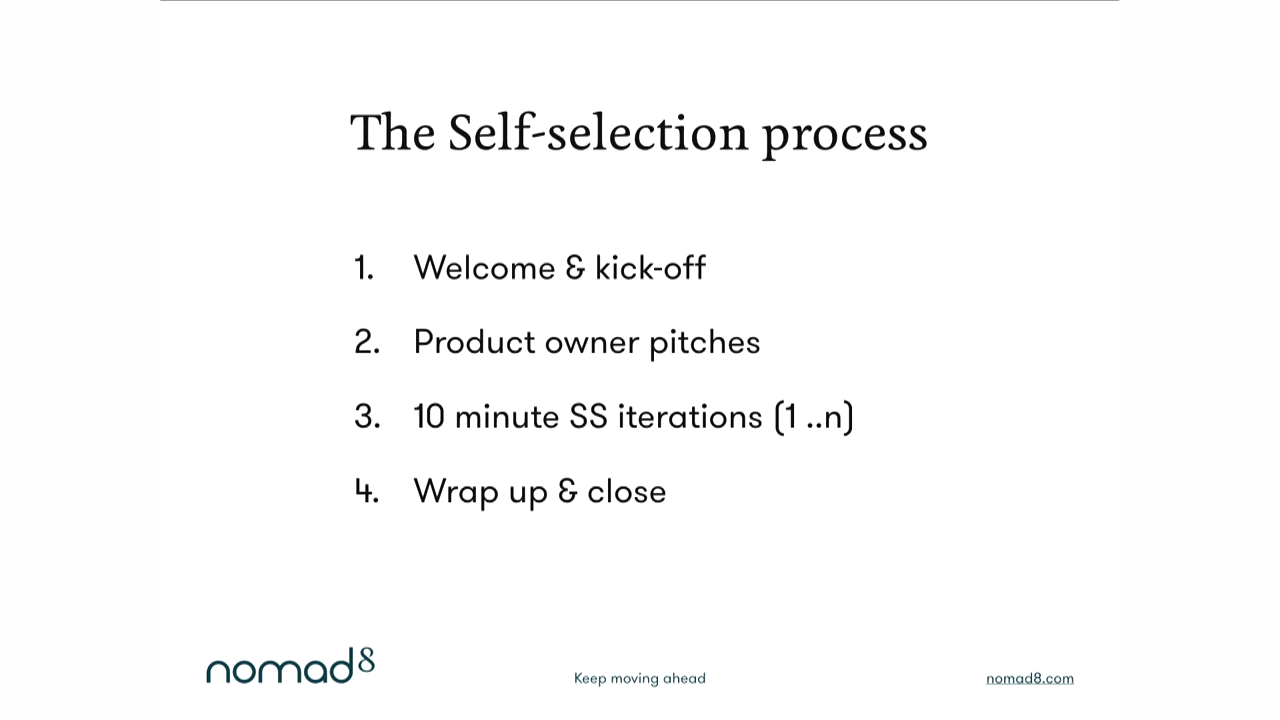 The Self-selection process
1. Welcome & kick-off
2. Product owner pitches
3. 10 minute SS iterations (1 ..n)
4. Wrap up & close
nomad8
Keep moving ahead
nomad8.com